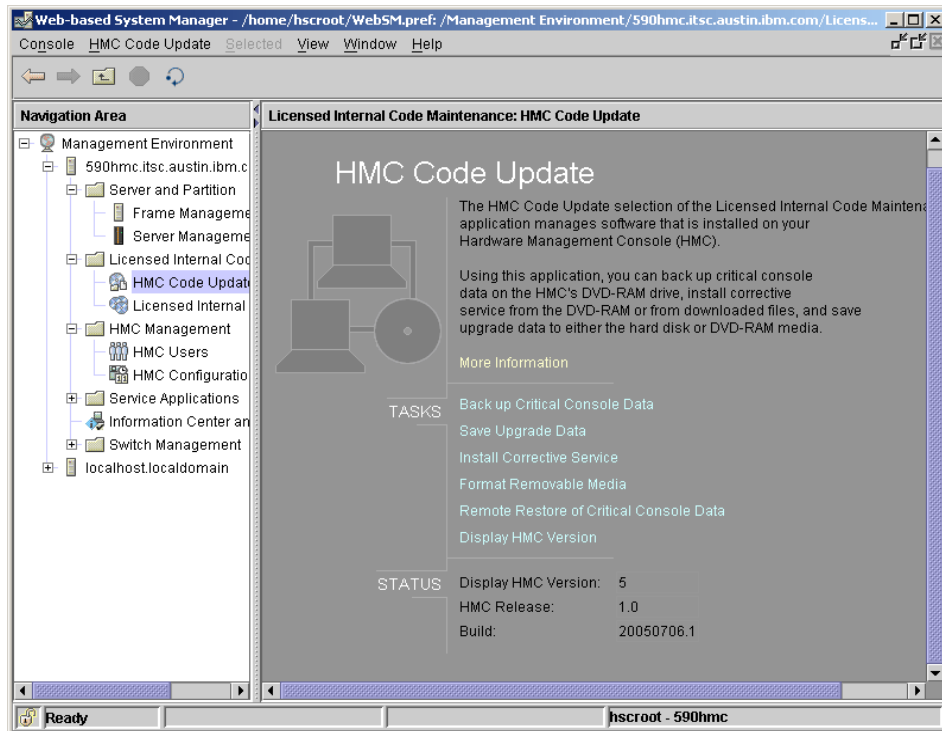 Web-based System Manager - /home/hscroot/WebSM.pref: /Management Environment/590hmc.itsc.austin.ibm.com/Licens...
Console HMC Code Update Selected View Window Help
Navigation Area
Management Environment
590hmc.itsc.austin.ibm.c
Server and Partition
Frame Manageme
Server Manageme
Licensed Internal Cod
HMC Code Updat
Licensed Internal
HMC Management
HMC Users
HMC Configuratio
Service Applications
Information Center an
Switch Management
localhost.localdomain
Licensed Internal Code Maintenance: HMC Code Update
HMC Code Update
The HMC Code Update selection of the Licensed Internal Code Maintena
application manages software that is installed on your
Hardware Management Console (HMC).
Using this application, you can back up critical console
data on the HMC's DVD-RAM drive, install corrective
service from the DVD-RAM or from downloaded files, and save
upgrade data to either the hard disk or DVD-RAM media.
More Information
TASKS
Back up Critical Console Data
Save Upgrade Data
Install Corrective Service
Format Removable Media
Remote Restore of Critical Console Data
Display HMC Version
STATUS
Display HMC Version: 5
HMC Release: 1.0
Build: 20050706.1
Ready
hscroot - 590hmc